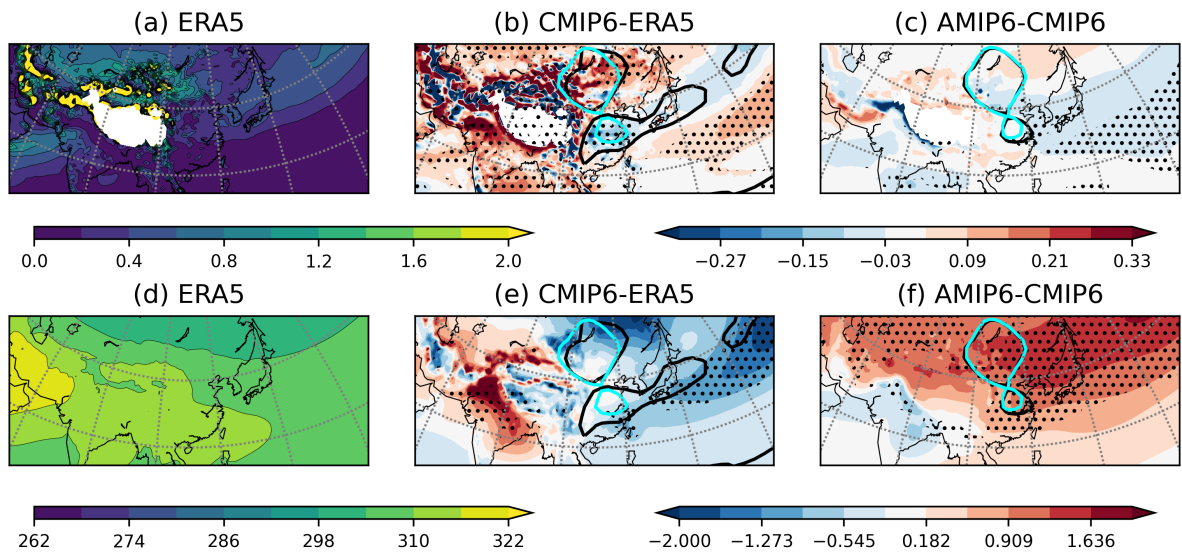 (a) ERA5 (b) CMIP6-ERA5 (c) AMIP6-CMIP6
0.0 0.4 0.8 1.2 1.6 2.0 −0.27 −0.15 −0.03 0.09 0.21 0.33
(d) ERA5 (e) CMIP6-ERA5 (f) AMIP6-CMIP6
262 274 286 298 310 322 −2.000 −1.273 −0.545 0.182 0.909 1.636